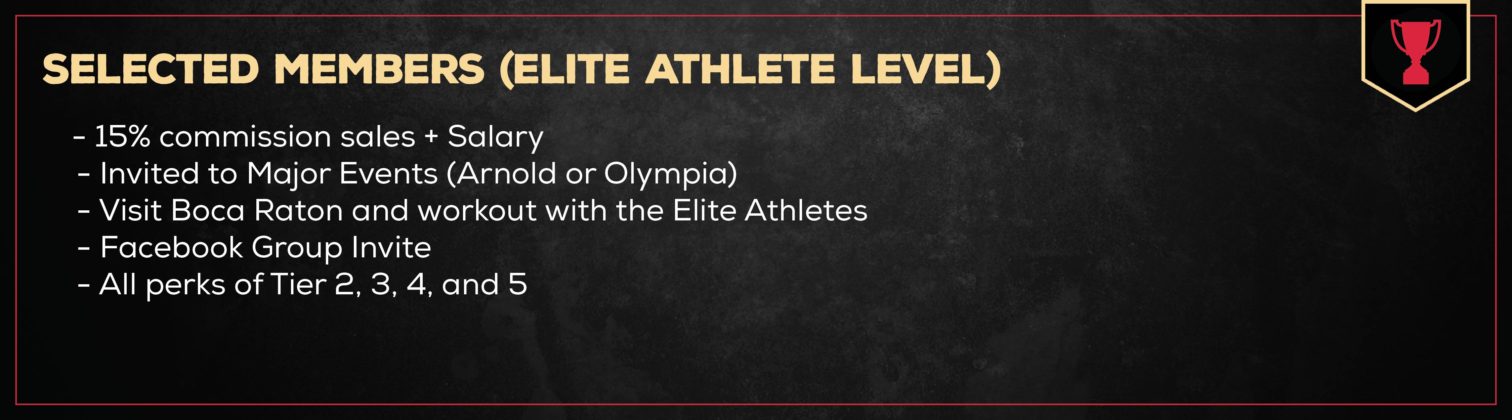 SELECTED MEMBERS (ELITE ATHLETE LEVEL)
- 15% commission sales + Salary
- Invited to Major Events (Arnold or Olympia)
- Visit Boca Raton and workout with the Elite Athletes
- Facebook Group Invite
- All perks of Tier 2, 3, 4, and 5